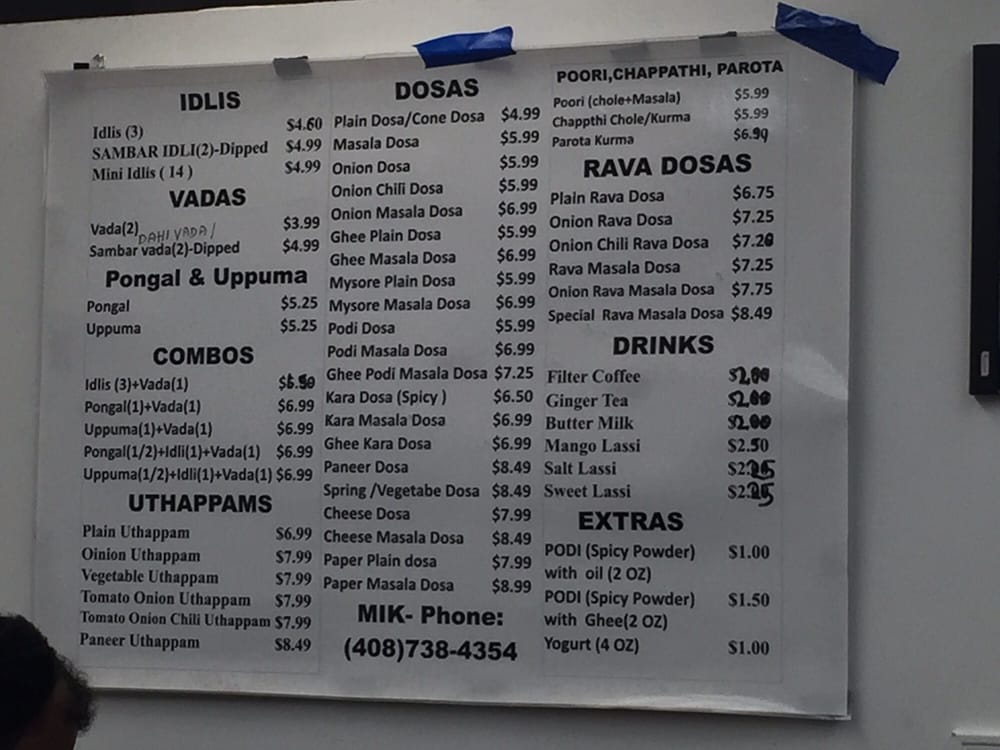 IDLIS
Idlis (3) $4.60
SAMBAR IDLI(2)-Dipped $4.99
Mini Idlis ( 14 ) $4.99
VADAS
Vada(2) $3.99
DAHI VADA/
Sambar vada(2)-Dipped $4.99
Pongal & Uppuma
Pongal $5.25
Uppuma $5.25
COMBOS
Idlis (3)+Vada(1) $6.50
Pongal(1)+Vada(1) $6.99
Uppuma(1)+Vada(1) $6.99
Pongal(1/2)+Idli(1)+Vada(1) $6.99
Uppuma(1/2)+Idli(1)+Vada(1) $6.99
UTHAPPAMS
Plain Uthappam $6.99
Oinion Uthappam $7.99
Vegetable Uthappam $7.99
Tomato Onion Uthappam $7.99
Tomato Onion Chili Uthappam $7.99
Paneer Uthappam $8.49
DOSAS
Plain Dosa/Cone Dosa $4.99
Masala Dosa $5.99
Onion Dosa $5.99
Onion Chili Dosa $5.99
Onion Masala Dosa $6.99
Ghee Plain Dosa $5.99
Ghee Masala Dosa $6.99
Mysore Plain Dosa $5.99
Mysore Masala Dosa $6.99
Podi Dosa $5.99
Podi Masala Dosa $6.99
Ghee Podi Masala Dosa $7.25
Kara Dosa (Spicy ) $6.50
Kara Masala Dosa $6.99
Ghee Kara Dosa $6.99
Paneer Dosa $8.49
Spring /Vegetabe Dosa $8.49
Cheese Dosa $7.99
Cheese Masala Dosa $8.49
Paper Plain dosa $7.99
Paper Masala Dosa $8.99
MIK- Phone:
(408)738-4354
POORI,CHAPPATHI, PAROTA
Poori (chole+Masala) $5.99
Chappthi Chole/Kurma $5.99
Parota Kurma
RAVA DOSAS
Plain Rava Dosa $6.75
Onion Rava Dosa $7.25
Onion Chili Rava Dosa $7.20
Rava Masala Dosa $7.25
Onion Rava Masala Dosa $7.75
Special Rava Masala Dosa $8.49
DRINKS
Filter Coffee $2.00
Ginger Tea $2.00
Butter Milk $2.00
Mango Lassi $2.50
Salt Lassi $2.25
Sweet Lassi $2.25
EXTRAS
PODI (Spicy Powder) $1.00
with oil (2 OZ)
PODI (Spicy Powder) $1.50
with Ghee(2 OZ)
Yogurt (4 OZ) $1.00